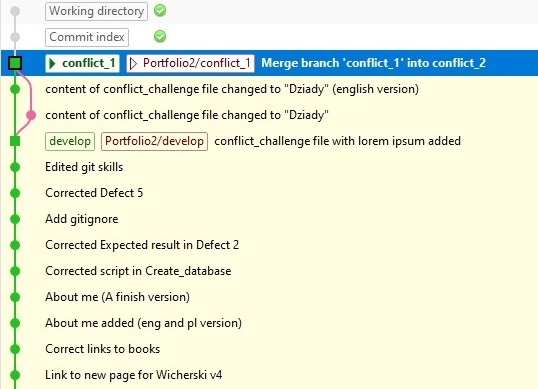 Working directory
Commit index
conflict_1 Portfolio2/conflict_1 Merge branch 'conflict_1' into conflict_2
content of conflict_challenge file changed to "Dziady" (english version)
content of conflict_challenge file changed to "Dziady"
develop Portfolio2/develop conflict_challenge file with lorem ipsum added
Edited git skills
Corrected Defect 5
Add gitignore
Corrected Expected result in Defect 2
Corrected script in Create_database
About me (A finish version)
About me added (eng and pl version)
Correct links to books
Link to new page for Wicherski v4